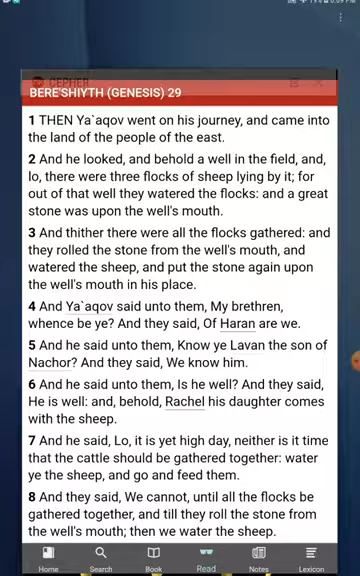 CEPHER
BERE'SHIYTH (GENESIS) 29
1 THEN Ya`aqov went on his journey, and came into
the land of the people of the east.
2 And he looked, and behold a well in the field, and,
lo, there were three flocks of sheep lying by it; for
out of that well they watered the flocks: and a great
stone was upon the well's mouth.
3 And thither there were all the flocks gathered: and
they rolled the stone from the well's mouth, and
watered the sheep, and put the stone again upon
the well's mouth in his place.
4 And Ya`aqov said unto them, My brethren,
whence be ye? And they said, Of Haran are we.
5 And he said unto them, Know ye Lavan the son of
Nachor? And they said, We know him.
6 And he said unto them, Is he well? And they said,
He is well: and, behold, Rachel his daughter comes
with the sheep.
7 And he said, Lo, it is yet high day, neither is it time
that the cattle should be gathered together: water
ye the sheep, and go and feed them.
8 And they said, We cannot, until all the flocks be
gathered together, and till they roll the stone from
the well's mouth; then we water the sheep.
Home Search Book Read Notes Lexicon